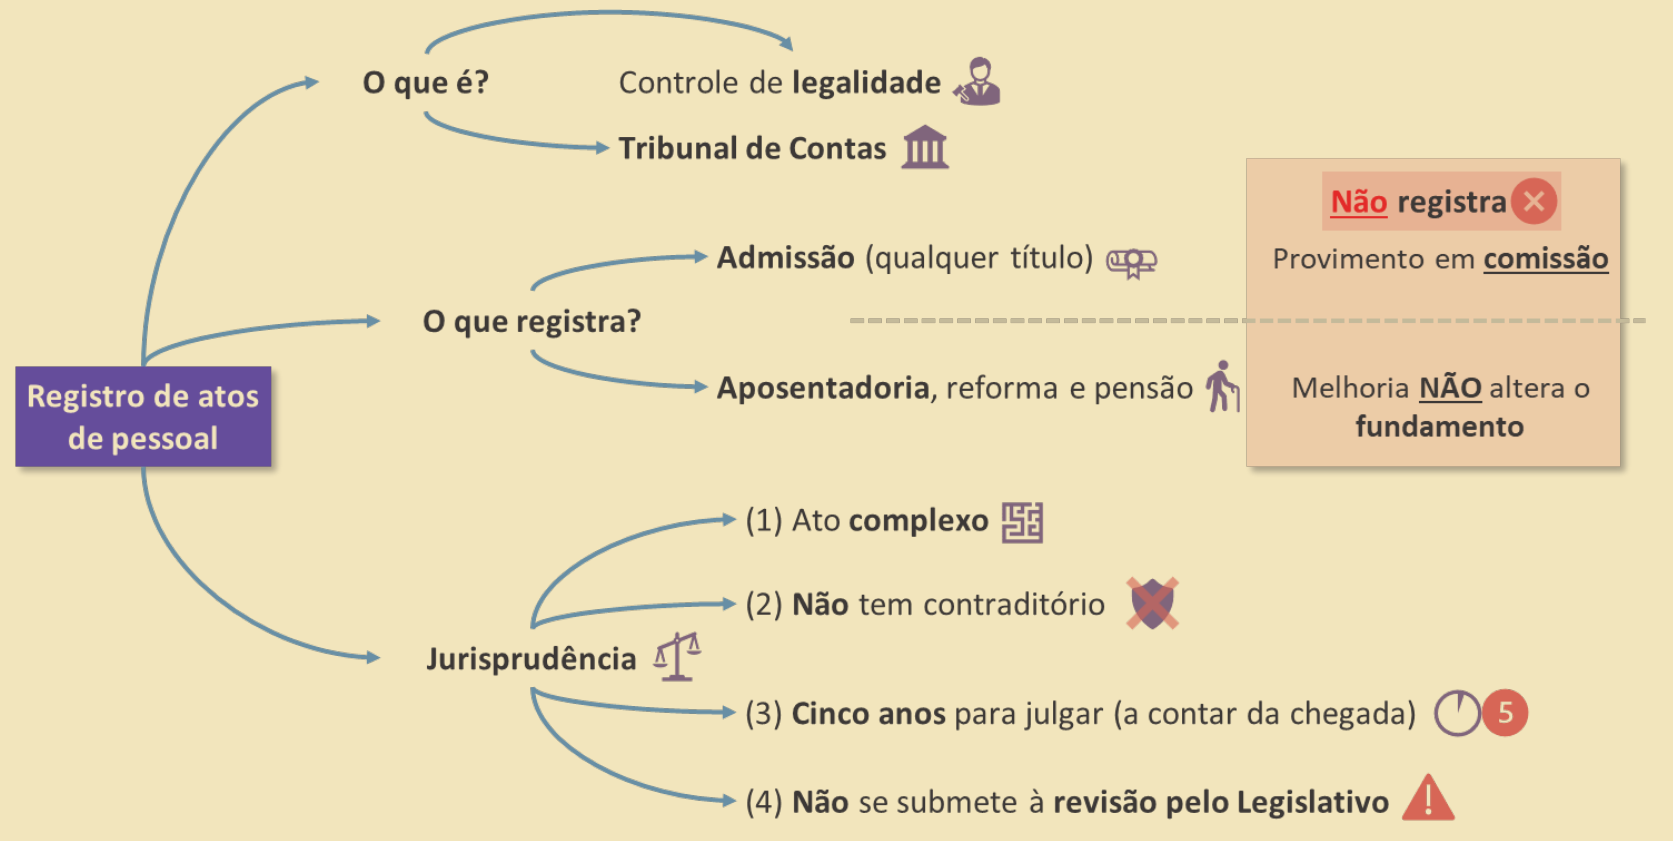 O que é?
Controle de legalidade
Tribunal de Contas
Não registra
Admissão (qualquer título)
Provimento em comissão
O que registra?
Aposentadoria, reforma e pensão
Melhoria NÃO altera o
fundamento
Registro de atos
de pessoal
(1) Ato complexo
(2) Não tem contraditório
Jurisprudência
(3) Cinco anos para julgar (a contar da chegada)
5
(4) Não se submete à revisão pelo Legislativo